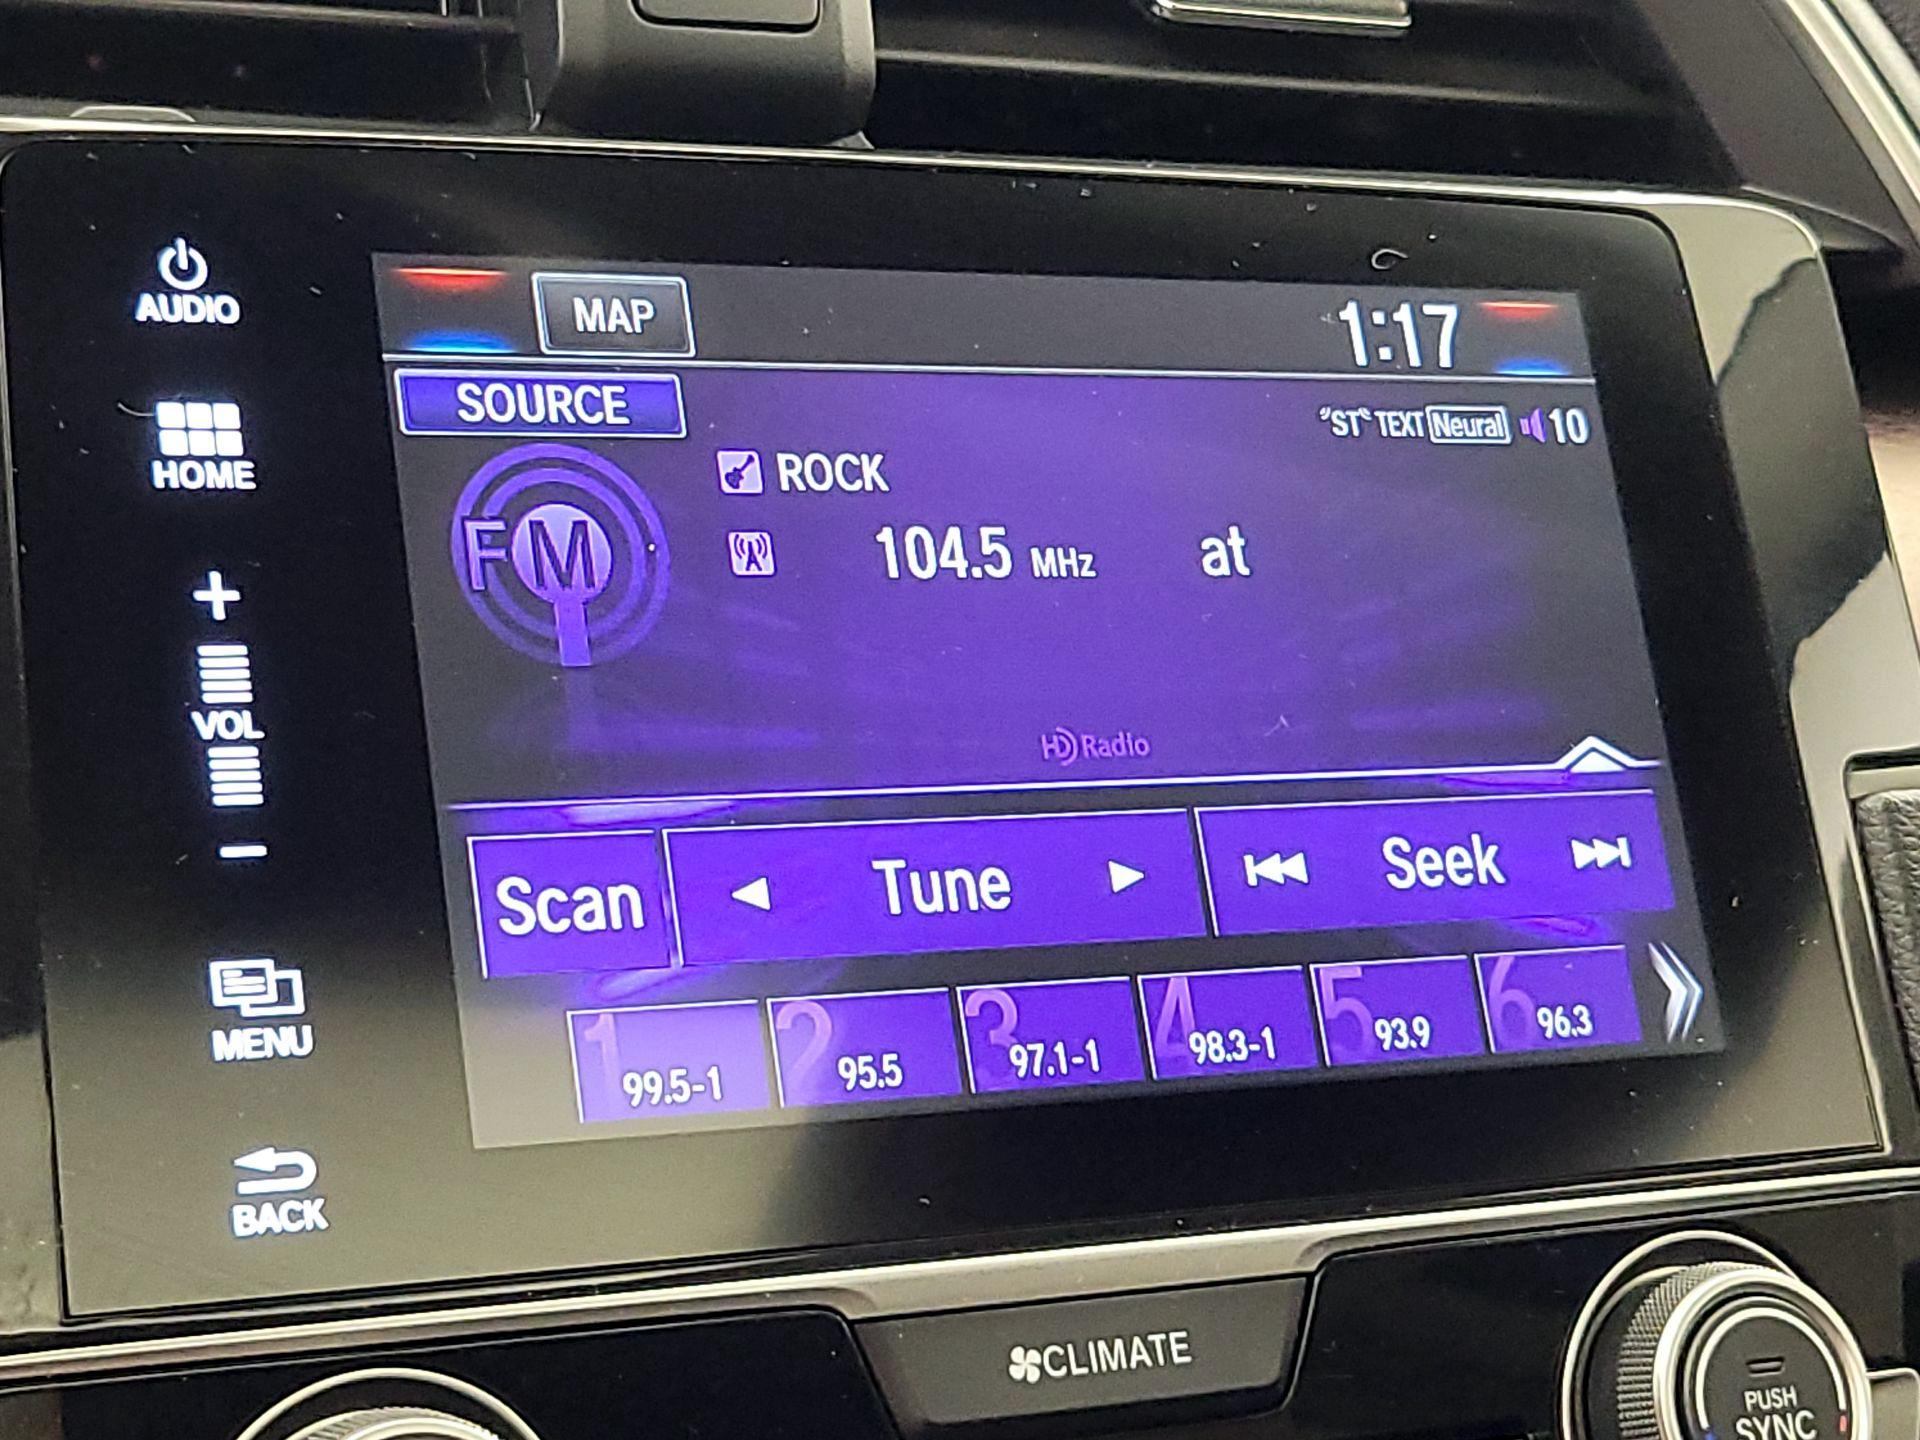 AUDIO
MAP
1:17
SOURCE
"ST" TEXT Neural 10
HOME
ROCK
FM
104.5 MHz at
+
VOL
HD Radio
−
Scan
Tune
Seek
MENU
1 99.5-1
2 95.5
3 97.1-1
4 98.3-1
5 93.9
6 96.3
BACK
CLIMATE
PUSH
SYNC